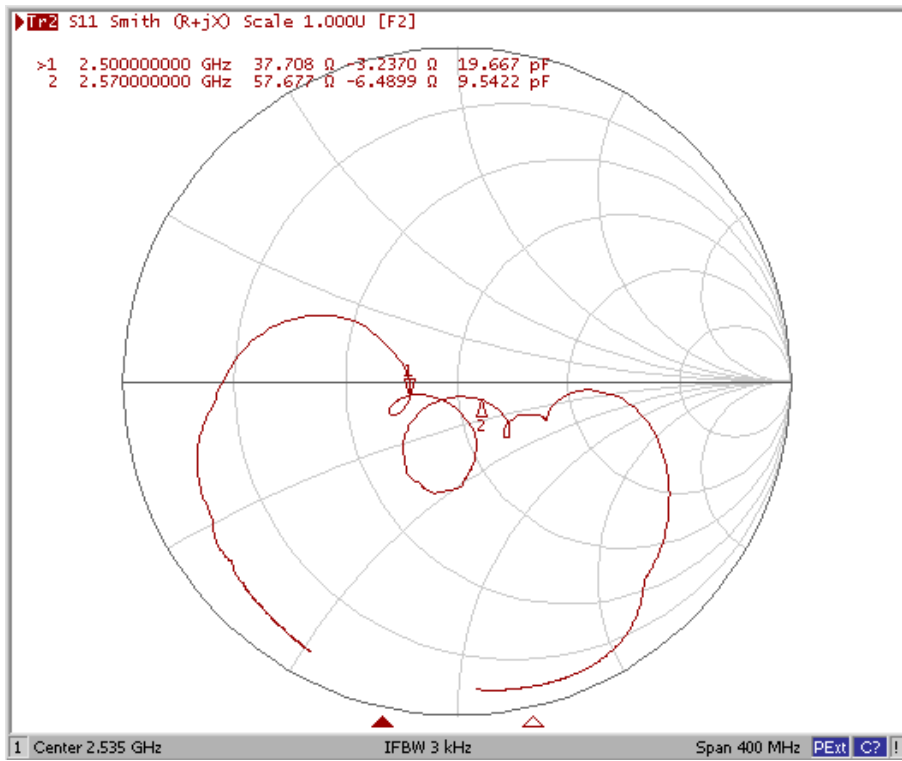 Tr2 S11 Smith (R+jX) Scale 1.000U [F2]
>1 2.500000000 GHz 37.708 Ω -3.2370 Ω 19.667 pF
2 2.570000000 GHz 57.677 Ω -6.4899 Ω 9.5422 pF
1
2
1 Center 2.535 GHz IFBW 3 kHz Span 400 MHz PExt C? !